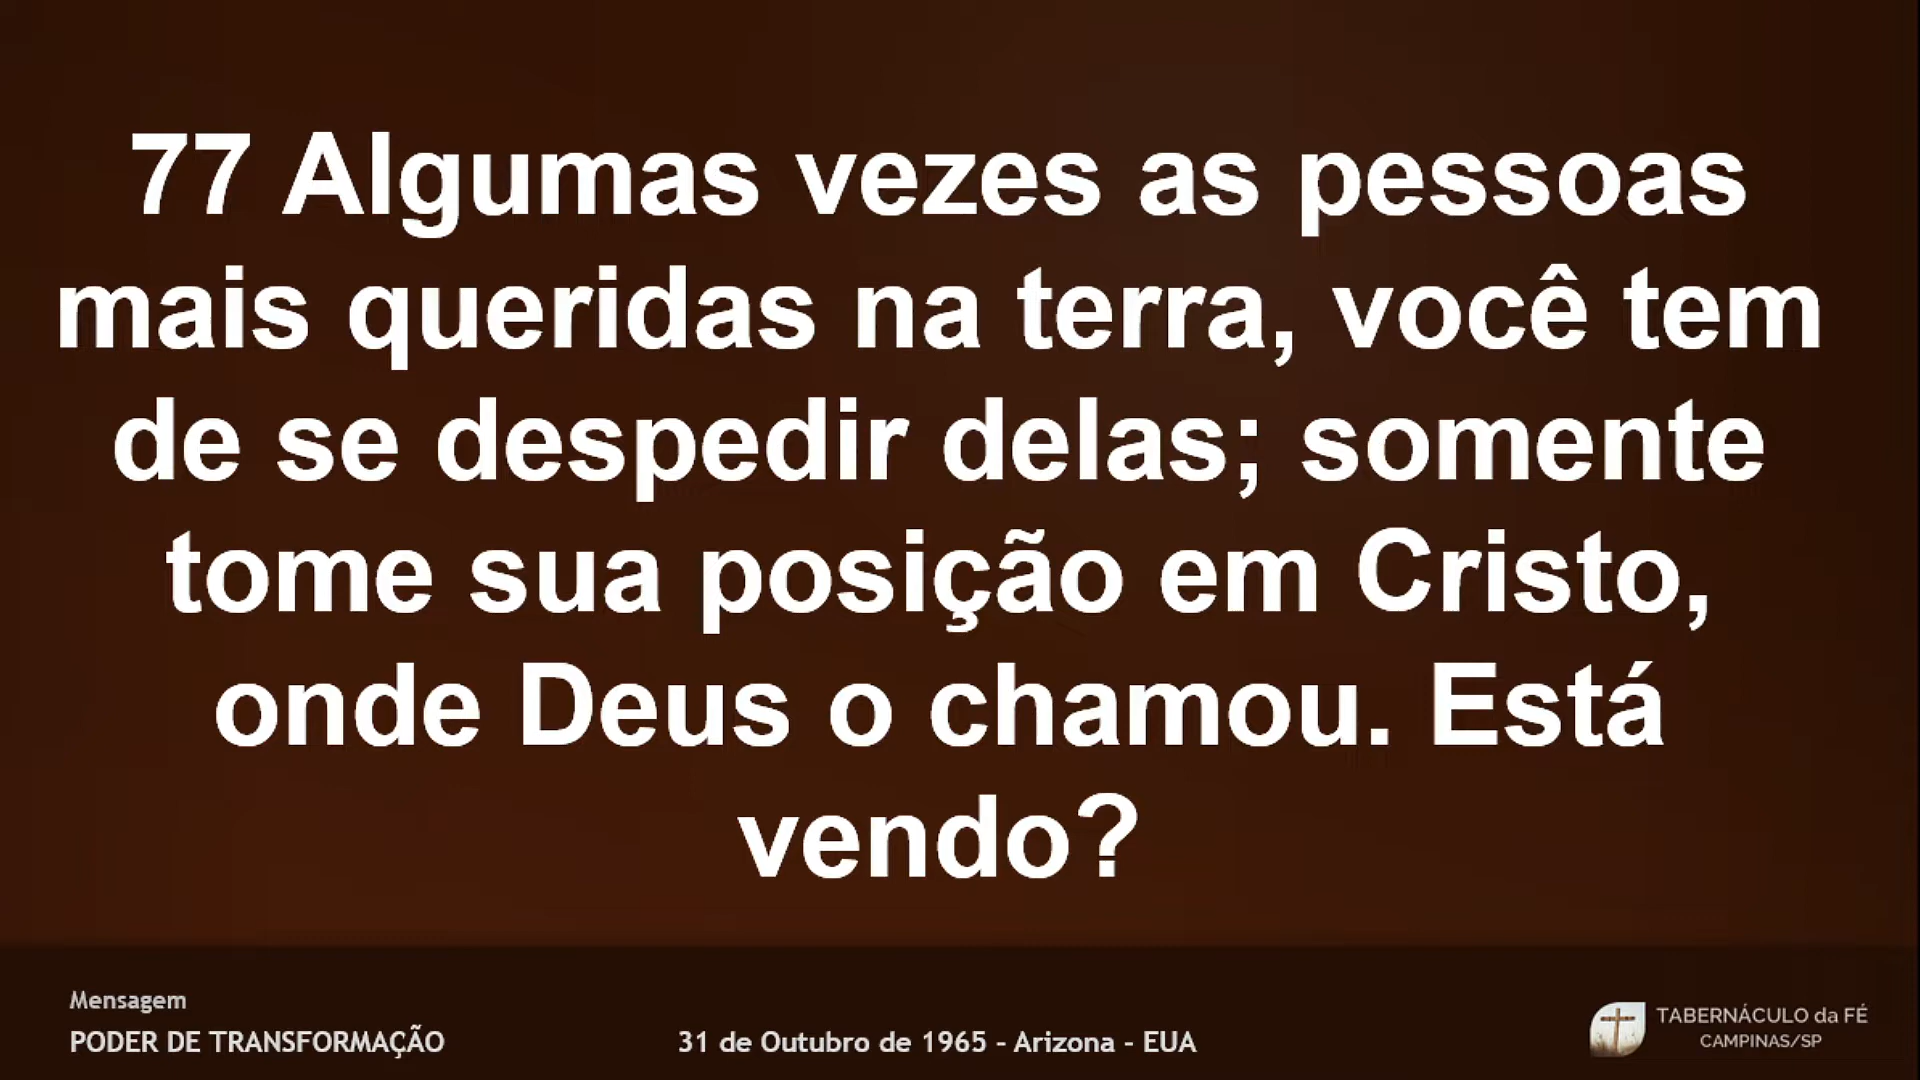 77 Algumas vezes as pessoas
mais queridas na terra, você tem
de se despedir delas; somente
tome sua posição em Cristo,
onde Deus o chamou. Está
vendo?
Mensagem
PODER DE TRANSFORMAÇÃO
31 de Outubro de 1965 - Arizona - EUA
TABERNÁCULO da FÉ
CAMPINAS/SP